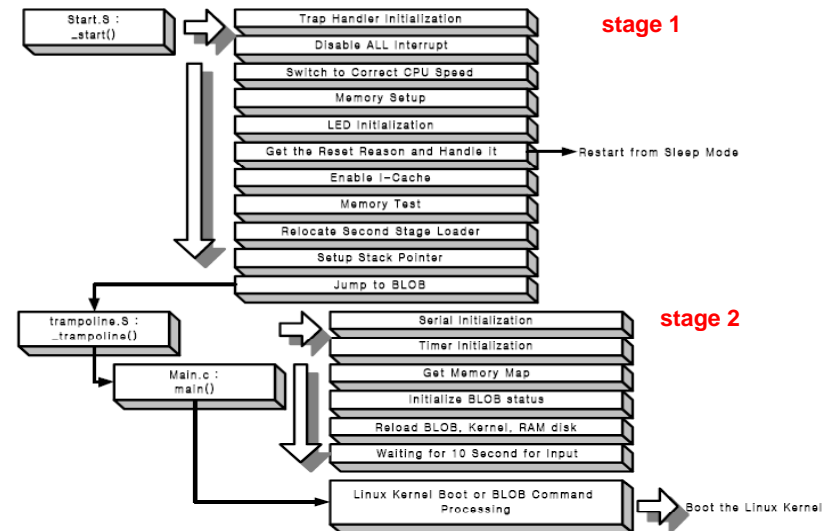 Start.S :
_start()
Trap Handler Initialization
stage 1
Disable ALL Interrupt
Switch to Correct CPU Speed
Memory Setup
LED Initialization
Get the Reset Reason and Handle it
Restart from Sleep Mode
Enable I-Cache
Memory Test
Relocate Second Stage Loader
Setup Stack Pointer
Jump to BLOB
trampoline.S :
_trampoline()
Serial Initialization
stage 2
Timer Initialization
Main.c :
main()
Get Memory Map
Initialize BLOB status
Reload BLOB, Kernel, RAM disk
Waiting for 10 Second for Input
Linux Kernel Boot or BLOB Command
Processing
Boot the Linux Kernel